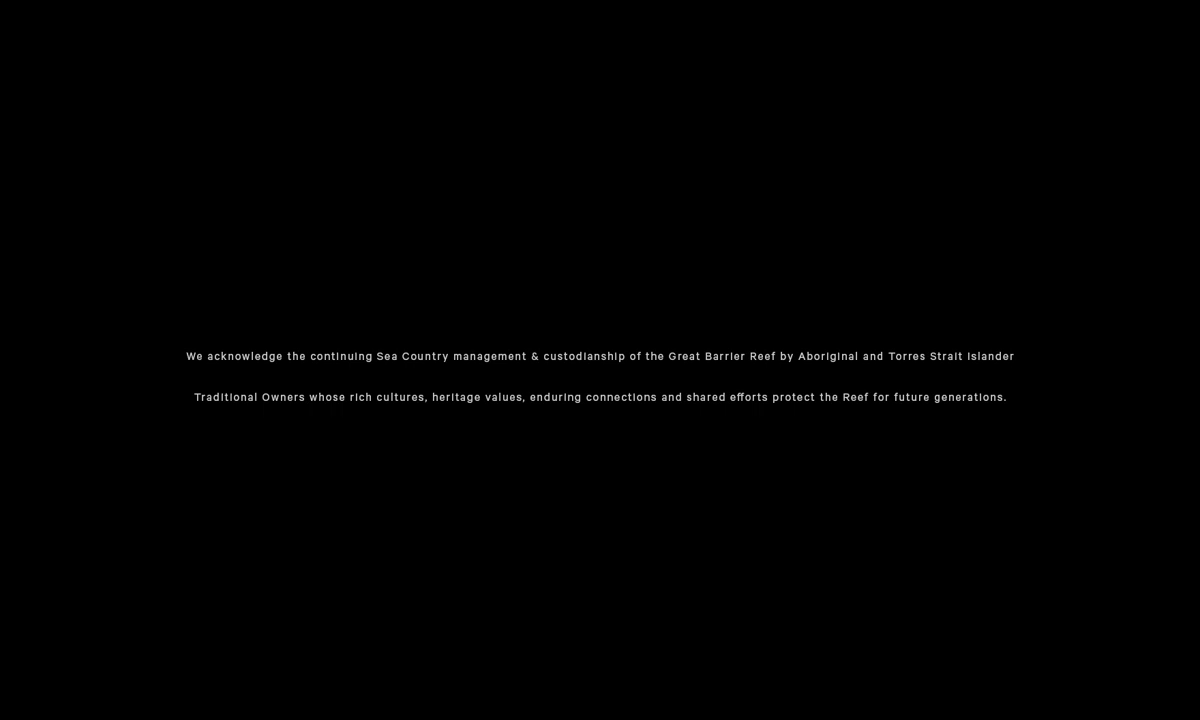 We acknowledge the continuing Sea Country management & custodianship of the Great Barrier Reef by Aboriginal and Torres Strait Islander
Traditional Owners whose rich cultures, heritage values, enduring connections and shared efforts protect the Reef for future generations.